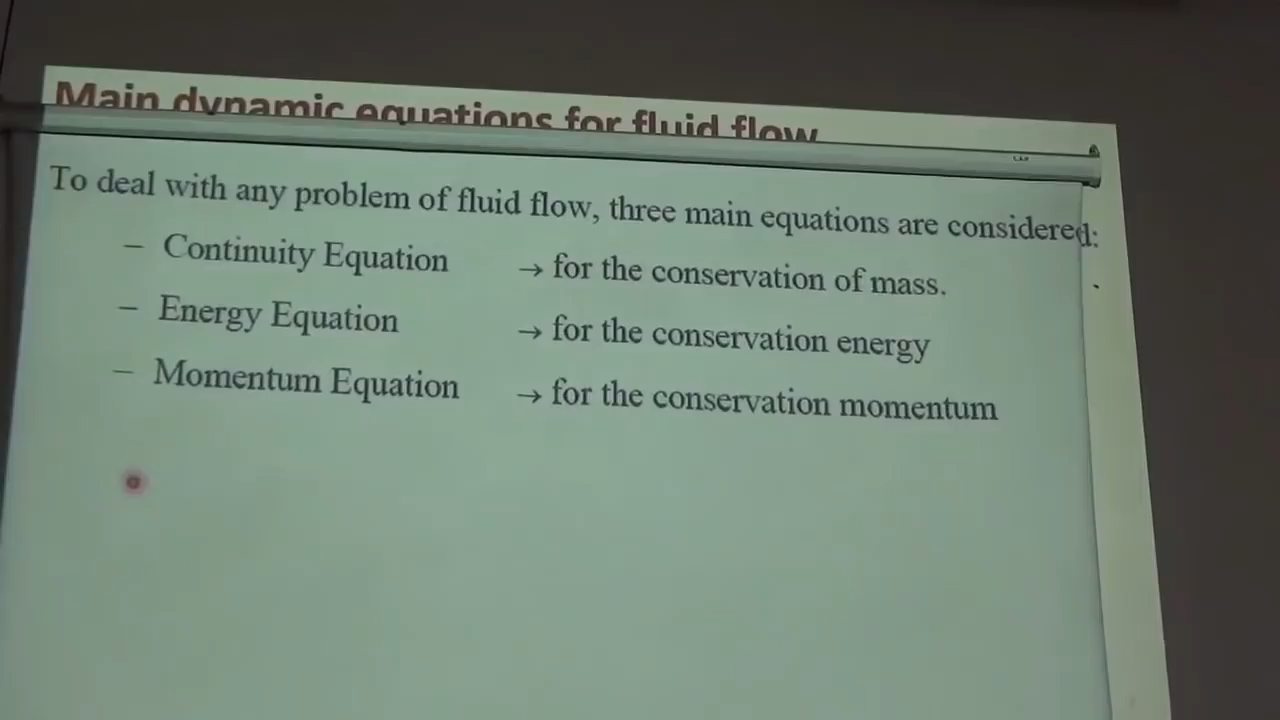 Main dynamic equations for fluid flow
To deal with any problem of fluid flow, three main equations are considered:
– Continuity Equation → for the conservation of mass.
– Energy Equation → for the conservation energy
– Momentum Equation → for the conservation momentum